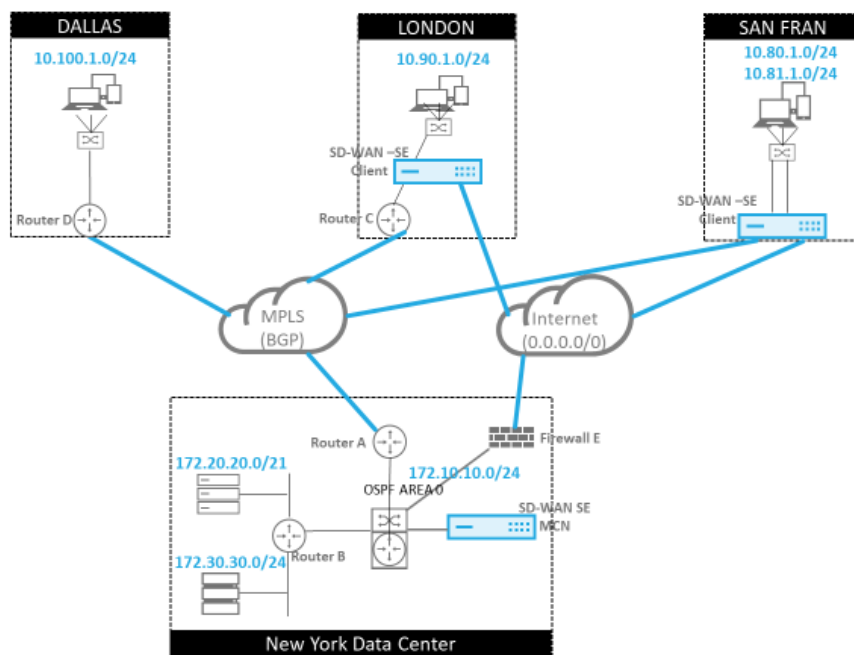 DALLAS
10.100.1.0/24
Router D
LONDON
10.90.1.0/24
SD-WAN –SE
Client
Router C
SAN FRAN
10.80.1.0/24
10.81.1.0/24
SD-WAN –SE
Client
MPLS
(BGP)
Internet
(0.0.0.0/0)
Router A
Firewall E
172.20.20.0/21
172.10.10.0/24
OSPF AREA 0
SD-WAN SE
MCN
Router B
172.30.30.0/24
New York Data Center